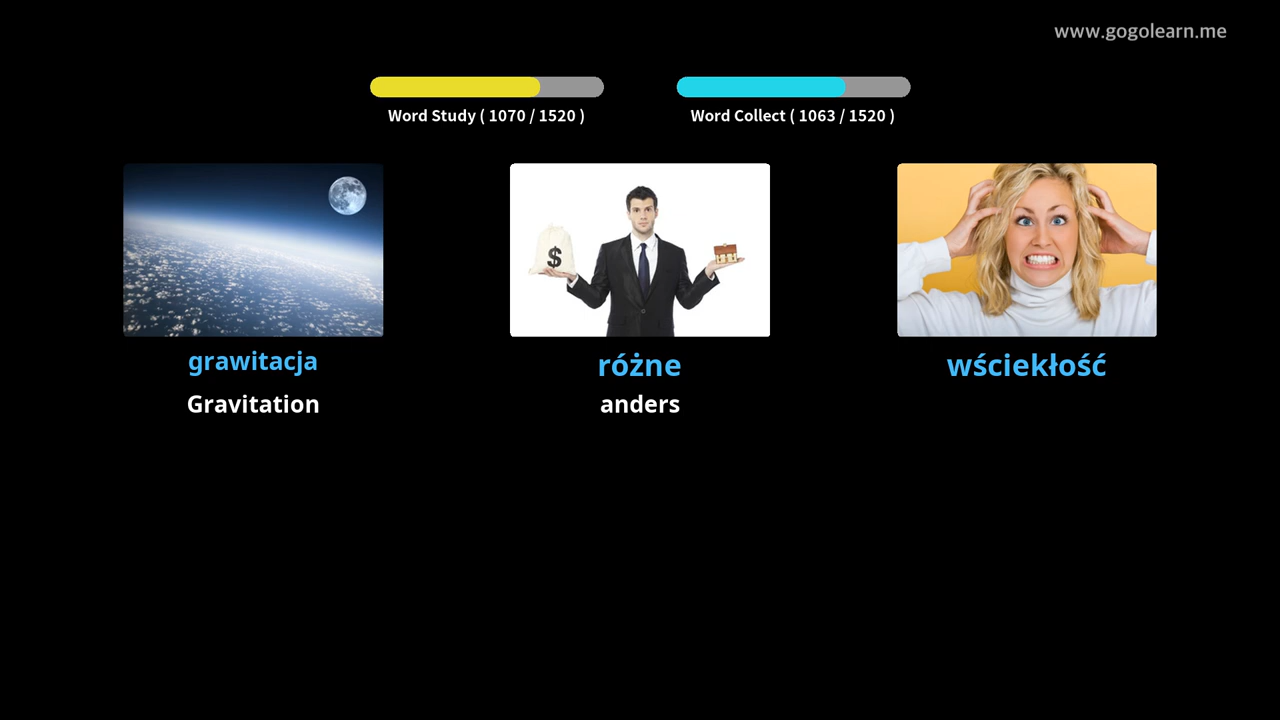 www.gogolearn.me
Word Study ( 1070 / 1520 )
Word Collect ( 1063 / 1520 )
$
grawitacja
różne
wściekłość
Gravitation
anders